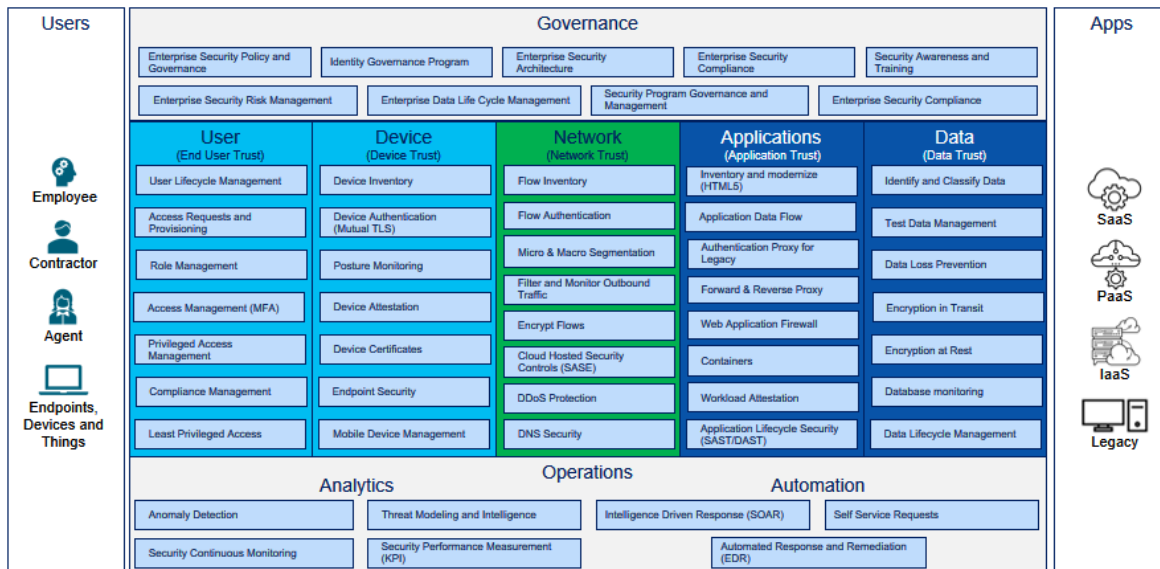 Users
Employee
Contractor
Agent
Endpoints,
Devices and
Things
Governance
Enterprise Security Policy and
Governance
Identity Governance Program
Enterprise Security
Architecture
Enterprise Security
Compliance
Security Awareness and
Training
Enterprise Security Risk Management
Enterprise Data Life Cycle Management
Security Program Governance and
Management
Enterprise Security Compliance
User
(End User Trust)
User Lifecycle Management
Access Requests and
Provisioning
Role Management
Access Management (MFA)
Privileged Access
Management
Compliance Management
Least Privileged Access
Device
(Device Trust)
Device Inventory
Device Authentication
(Mutual TLS)
Posture Monitoring
Device Attestation
Device Certificates
Endpoint Security
Mobile Device Management
Network
(Network Trust)
Flow Inventory
Flow Authentication
Micro & Macro Segmentation
Filter and Monitor Outbound
Traffic
Encrypt Flows
Cloud Hosted Security
Controls (SASE)
DDoS Protection
DNS Security
Applications
(Application Trust)
Inventory and modernize
(HTML5)
Application Data Flow
Authentication Proxy for
Legacy
Forward & Reverse Proxy
Web Application Firewall
Containers
Workload Attestation
Application Lifecycle Security
(SAST/DAST)
Data
(Data Trust)
Identify and Classify Data
Test Data Management
Data Loss Prevention
Encryption in Transit
Encryption at Rest
Database monitoring
Data Lifecycle Management
Operations
Analytics
Anomaly Detection
Threat Modeling and Intelligence
Security Continuous Monitoring
Security Performance Measurement
(KPI)
Automation
Intelligence Driven Response (SOAR)
Self Service Requests
Automated Response and Remediation
(EDR)
Apps
SaaS
PaaS
IaaS
Legacy